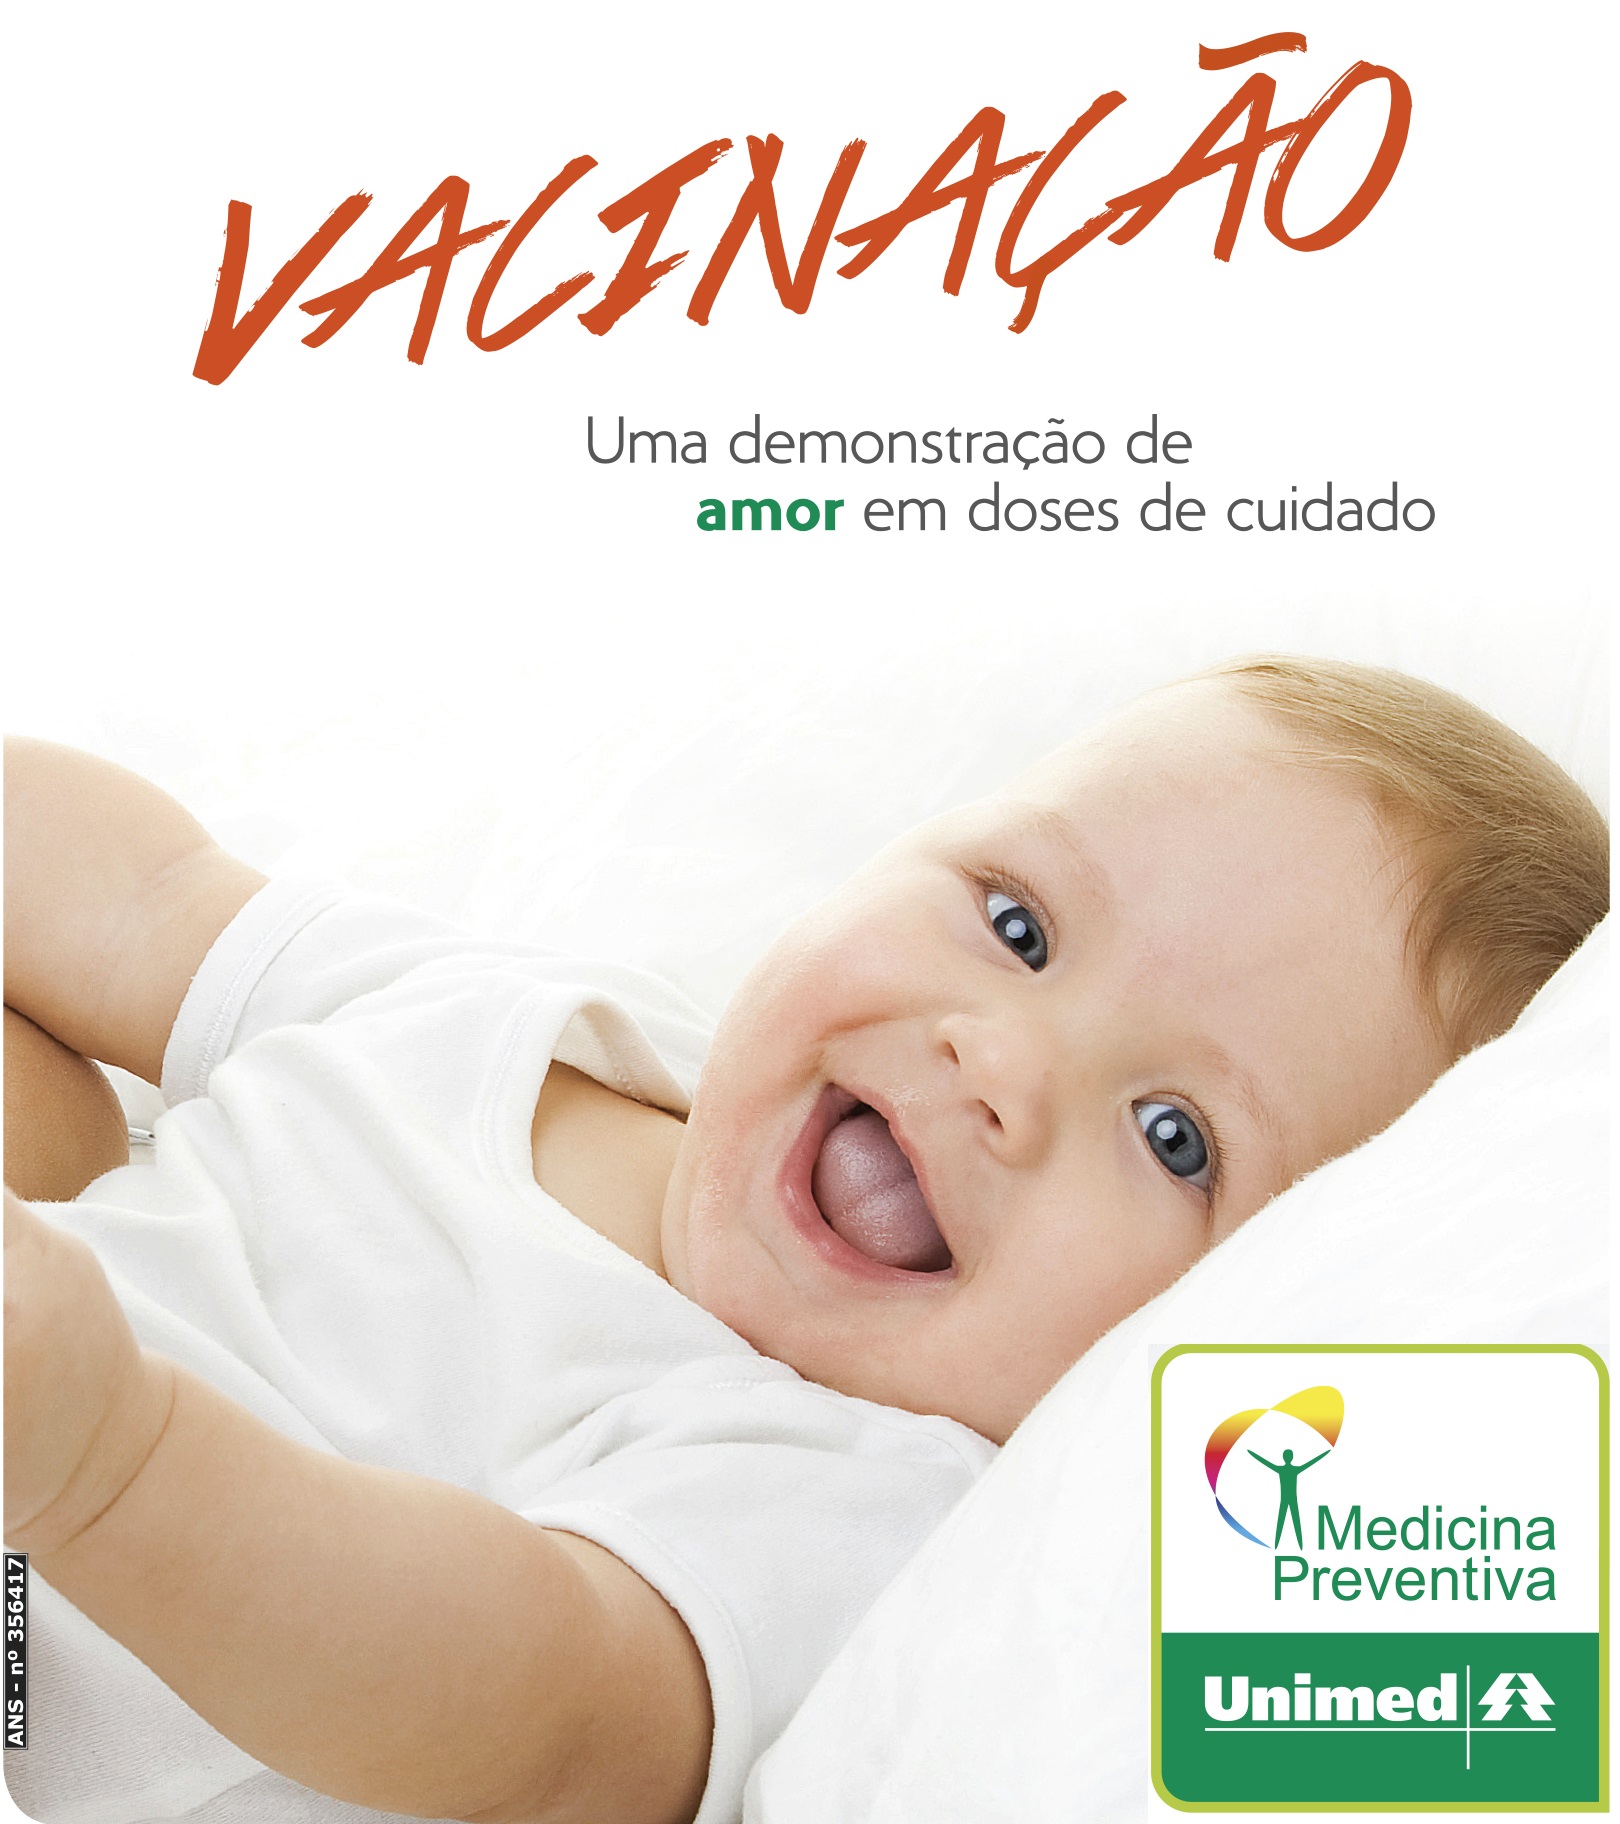 VACINAÇÃO
Uma demonstração de
amor em doses de cuidado
Medicina
Preventiva
Unimed
ANS - nº 356417